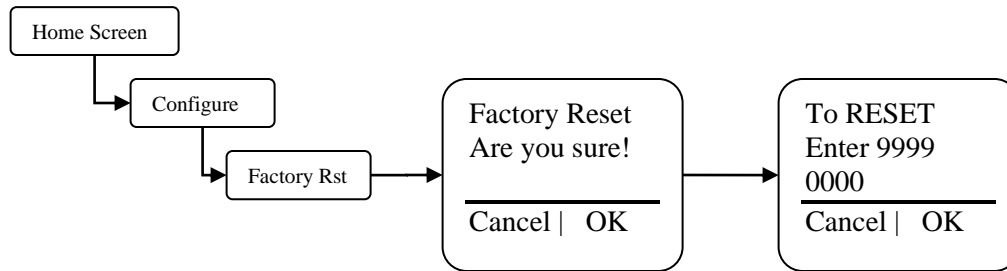 Home Screen
Configure
Factory Rst
Factory Reset
Are you sure!
Cancel | OK
To RESET
Enter 9999
0000
Cancel | OK